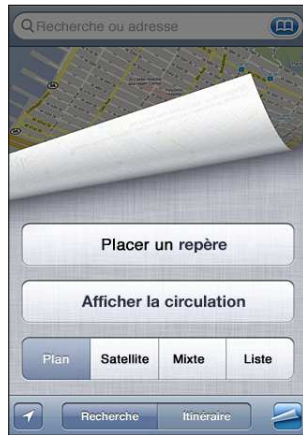 Recherche ou adresse
Placer un repère
Afficher la circulation
Plan Satellite Mixte Liste
Recherche Itinéraire